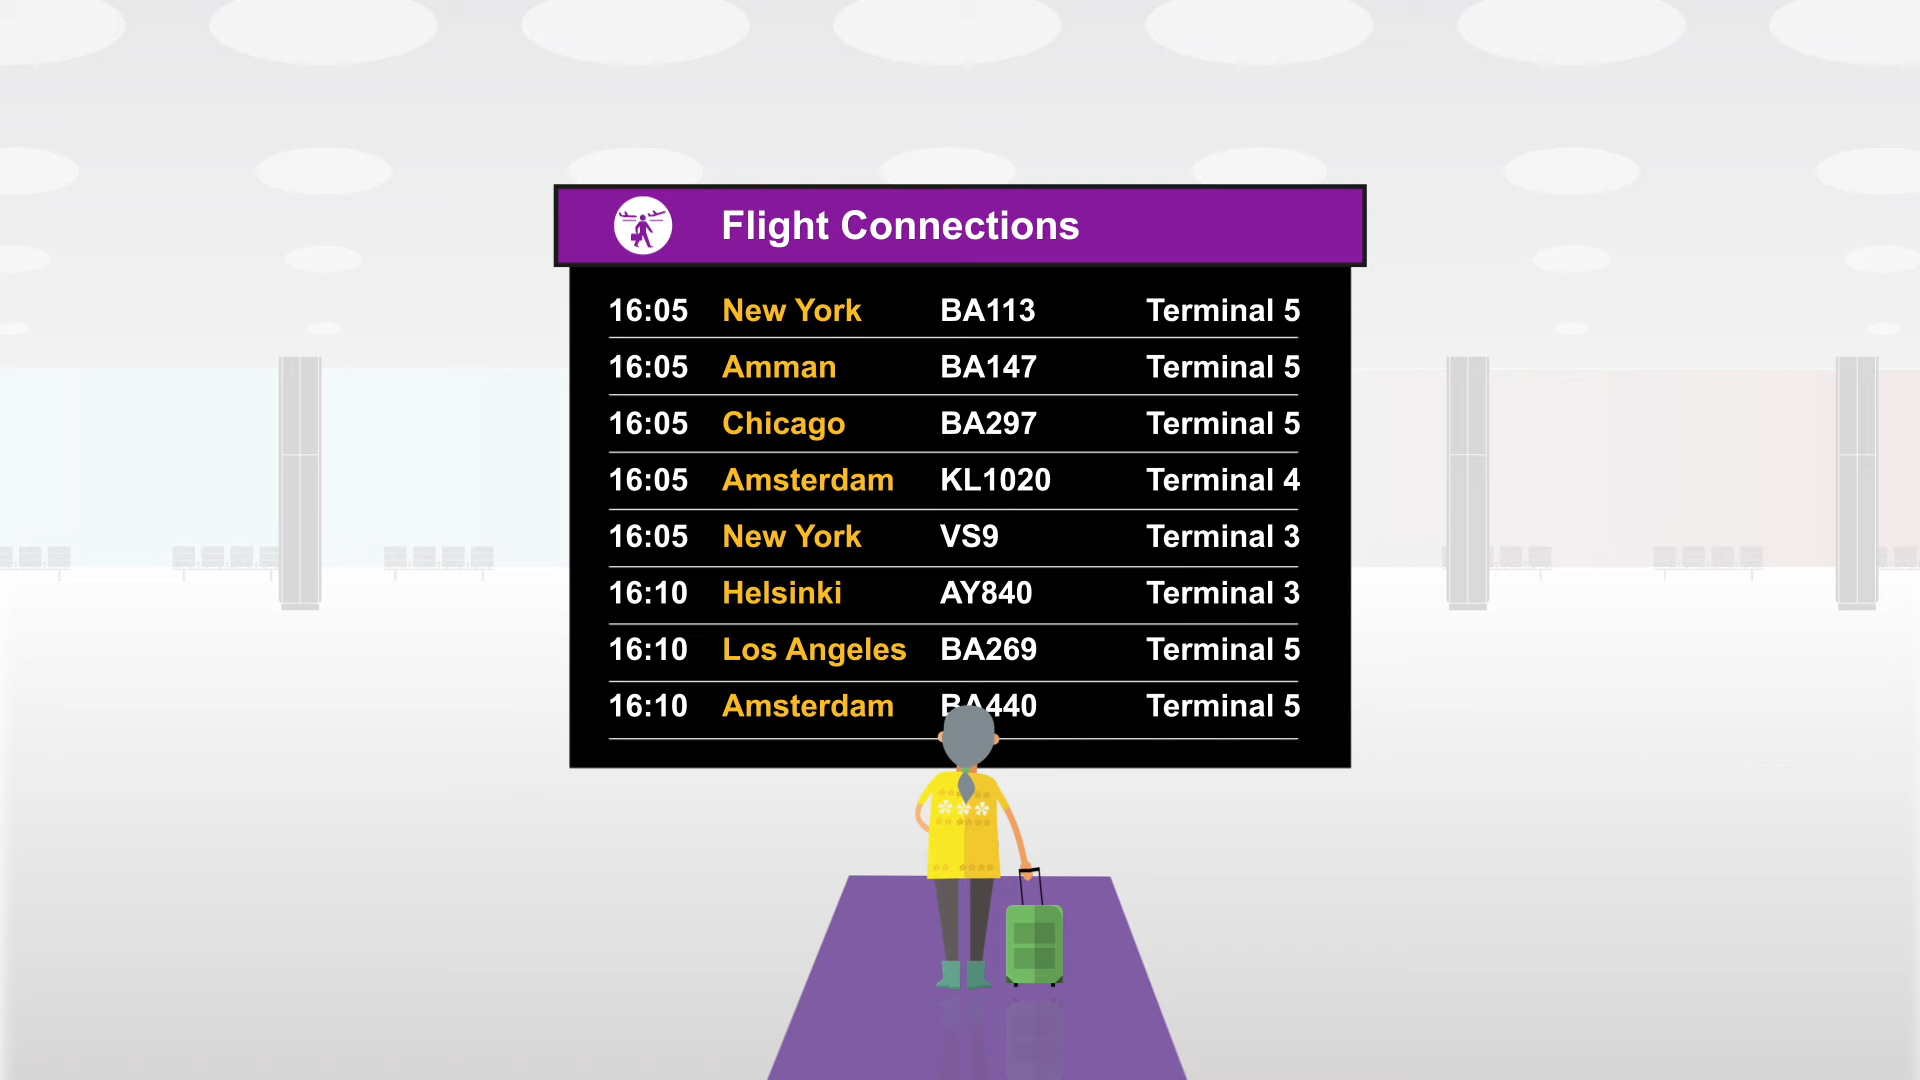 Flight Connections
16:05 New York BA113 Terminal 5
16:05 Amman BA147 Terminal 5
16:05 Chicago BA297 Terminal 5
16:05 Amsterdam KL1020 Terminal 4
16:05 New York VS9 Terminal 3
16:10 Helsinki AY840 Terminal 3
16:10 Los Angeles BA269 Terminal 5
16:10 Amsterdam BA440 Terminal 5